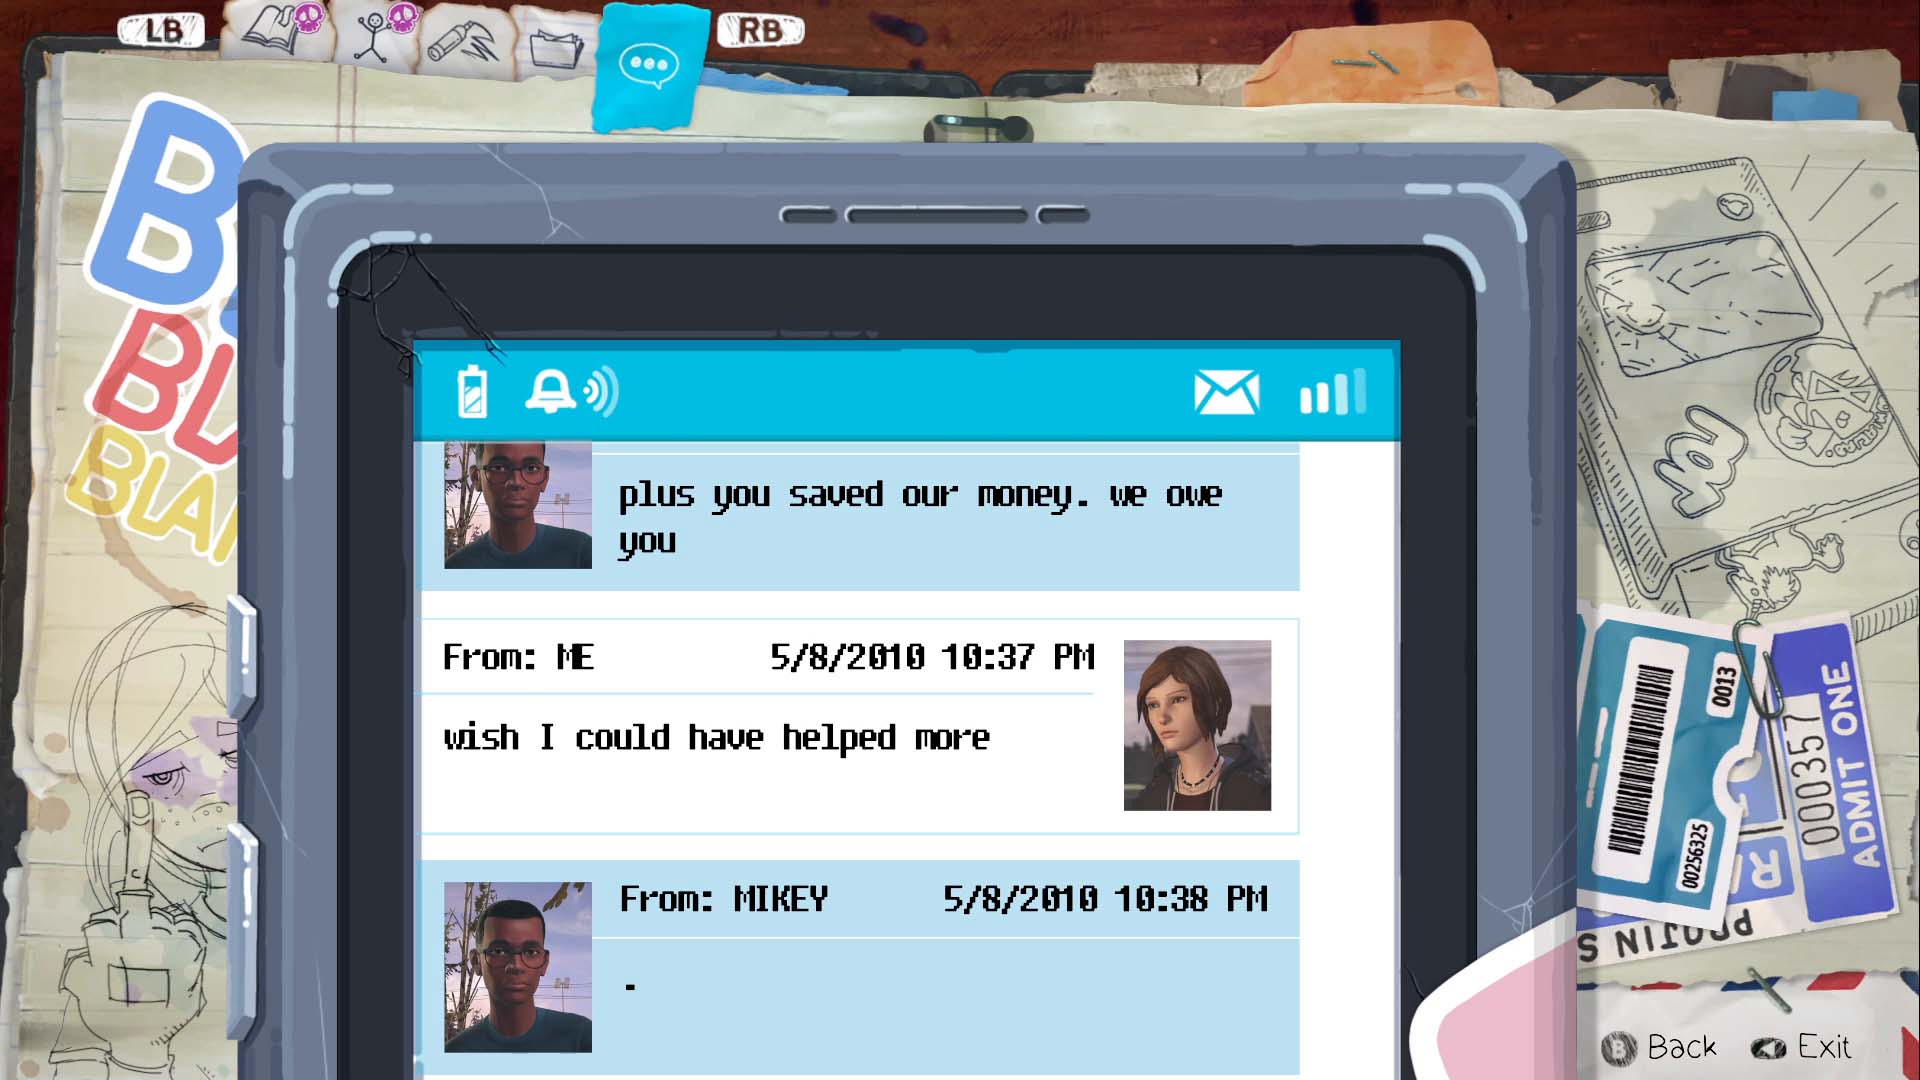 LB
RB
BL
BLA
plus you saved our money. we owe
you
From: ME 5/8/2010 10:37 PM
wish I could have helped more
From: MIKEY 5/8/2010 10:38 PM
.
0013
00256325
000357
ADMIT ONE
B Back
Exit